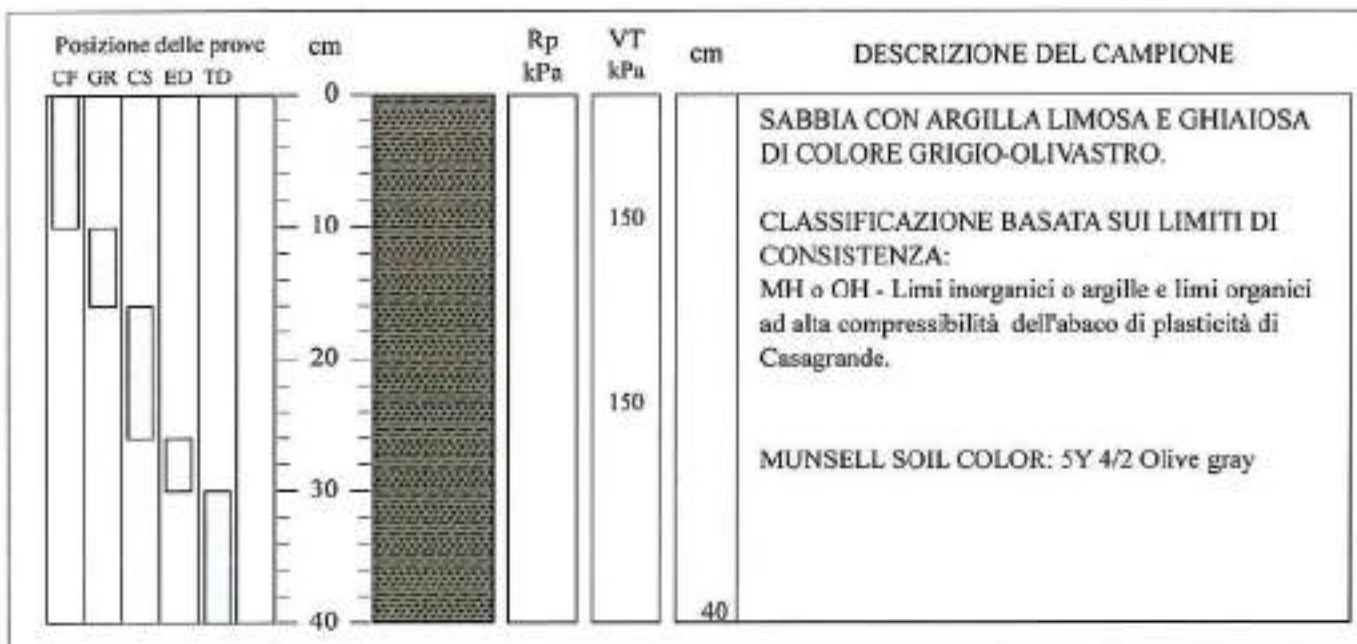 Posizione delle prove
CF GR CS ED TD
cm
Rp
kPa
VT
kPa
cm
DESCRIZIONE DEL CAMPIONE
0
10
20
30
40
150
150
40
SABBIA CON ARGILLA LIMOSA E GHIAIOSA
DI COLORE GRIGIO-OLIVASTRO.
CLASSIFICAZIONE BASATA SUI LIMITI DI
CONSISTENZA:
MH o OH - Limi inorganici o argille e limi organici
ad alta compressibilità dell'abaco di plasticità di
Casagrande.
MUNSELL SOIL COLOR: 5Y 4/2 Olive gray